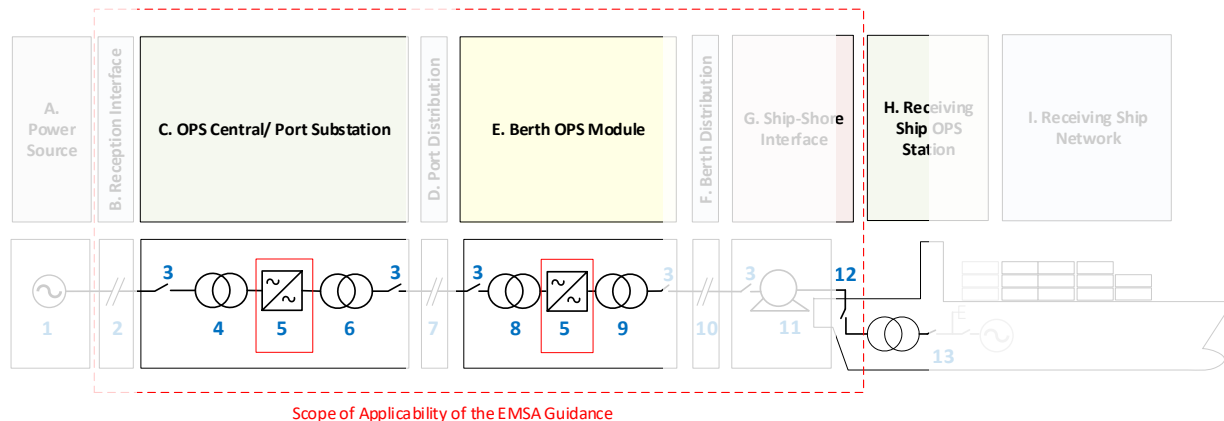 A.
Power
Source
B. Reception Interface
C. OPS Central/ Port Substation
D. Port Distribution
E. Berth OPS Module
F. Berth Distribution
G. Ship-Shore
Interface
H. Receiving
Ship OPS
Station
I. Receiving Ship
Network
3 3 3 3 3 12
1 2 4 5 6 7 8 5 9 10 11 13
E
Scope of Applicability of the EMSA Guidance